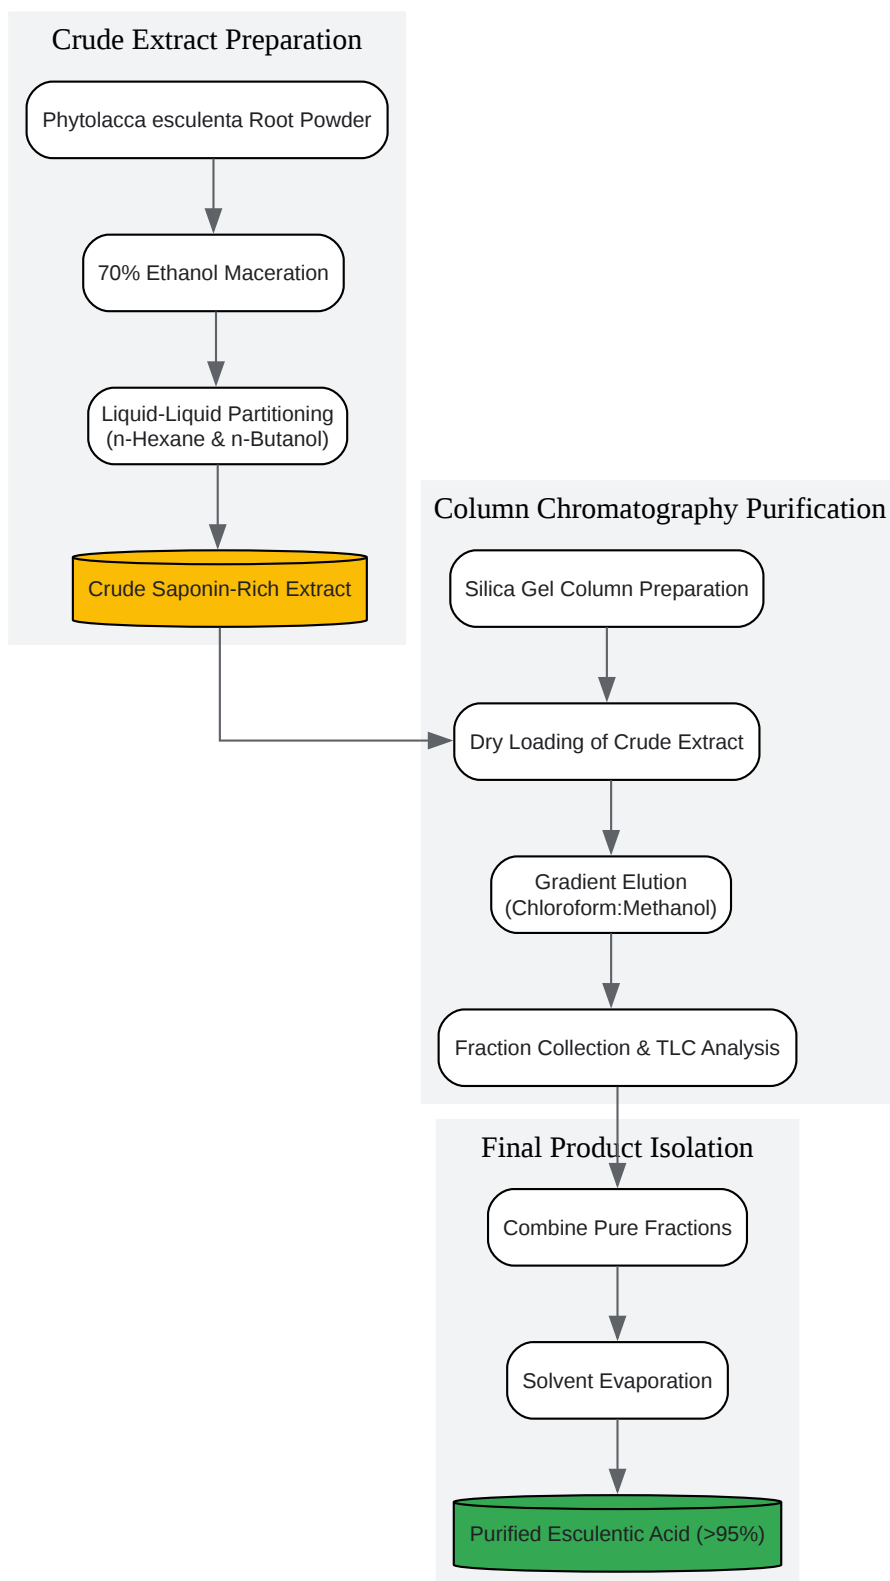 Crude Extract Preparation
Phytolacca esculenta Root Powder
70% Ethanol Maceration
Liquid-Liquid Partitioning
(n-Hexane & n-Butanol)
Crude Saponin-Rich Extract
Column Chromatography Purification
Silica Gel Column Preparation
Dry Loading of Crude Extract
Gradient Elution
(Chloroform:Methanol)
Fraction Collection & TLC Analysis
Final Product Isolation
Combine Pure Fractions
Solvent Evaporation
Purified Esculentic Acid (>95%)